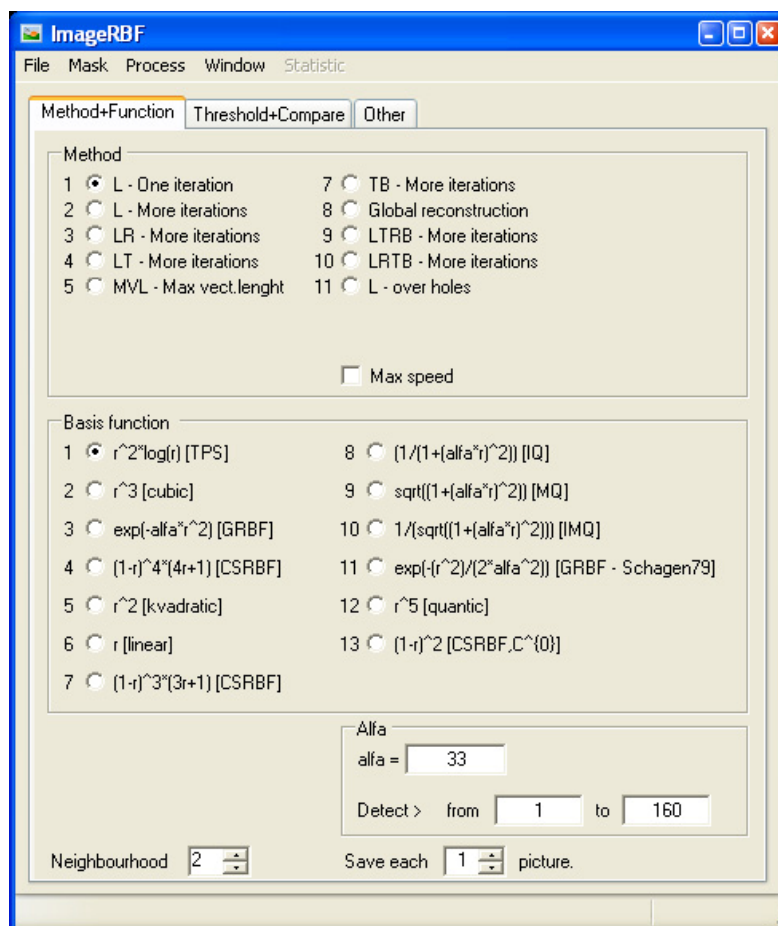 ImageRBF
File Mask Process Window Statistic
Method+Function Threshold+Compare Other
Method
1 L - One iteration 7 TB - More iterations
2 L - More iterations 8 Global reconstruction
3 LR - More iterations 9 LTRB - More iterations
4 LT - More iterations 10 LRTB - More iterations
5 MVL - Max vect.lenght 11 L - over holes
Max speed
Basis function
1 r^2*log(r) [TPS] 8 (1/(1+(alfa*r)^2)) [IQ]
2 r^3 [cubic] 9 sqrt((1+(alfa*r)^2)) [MQ]
3 exp(-alfa*r^2) [GRBF] 10 1/(sqrt((1+(alfa*r)^2))) [IMQ]
4 (1-r)^4*(4r+1) [CSRBF] 11 exp(-(r^2)/(2*alfa^2)) [GRBF - Schagen79]
5 r^2 [kvadratic] 12 r^5 [quantic]
6 r [linear] 13 (1-r)^2 [CSRBF,C^{0}]
7 (1-r)^3*(3r+1) [CSRBF]
Alfa
alfa = 33
Detect > from 1 to 160
Neighbourhood 2 Save each 1 picture.